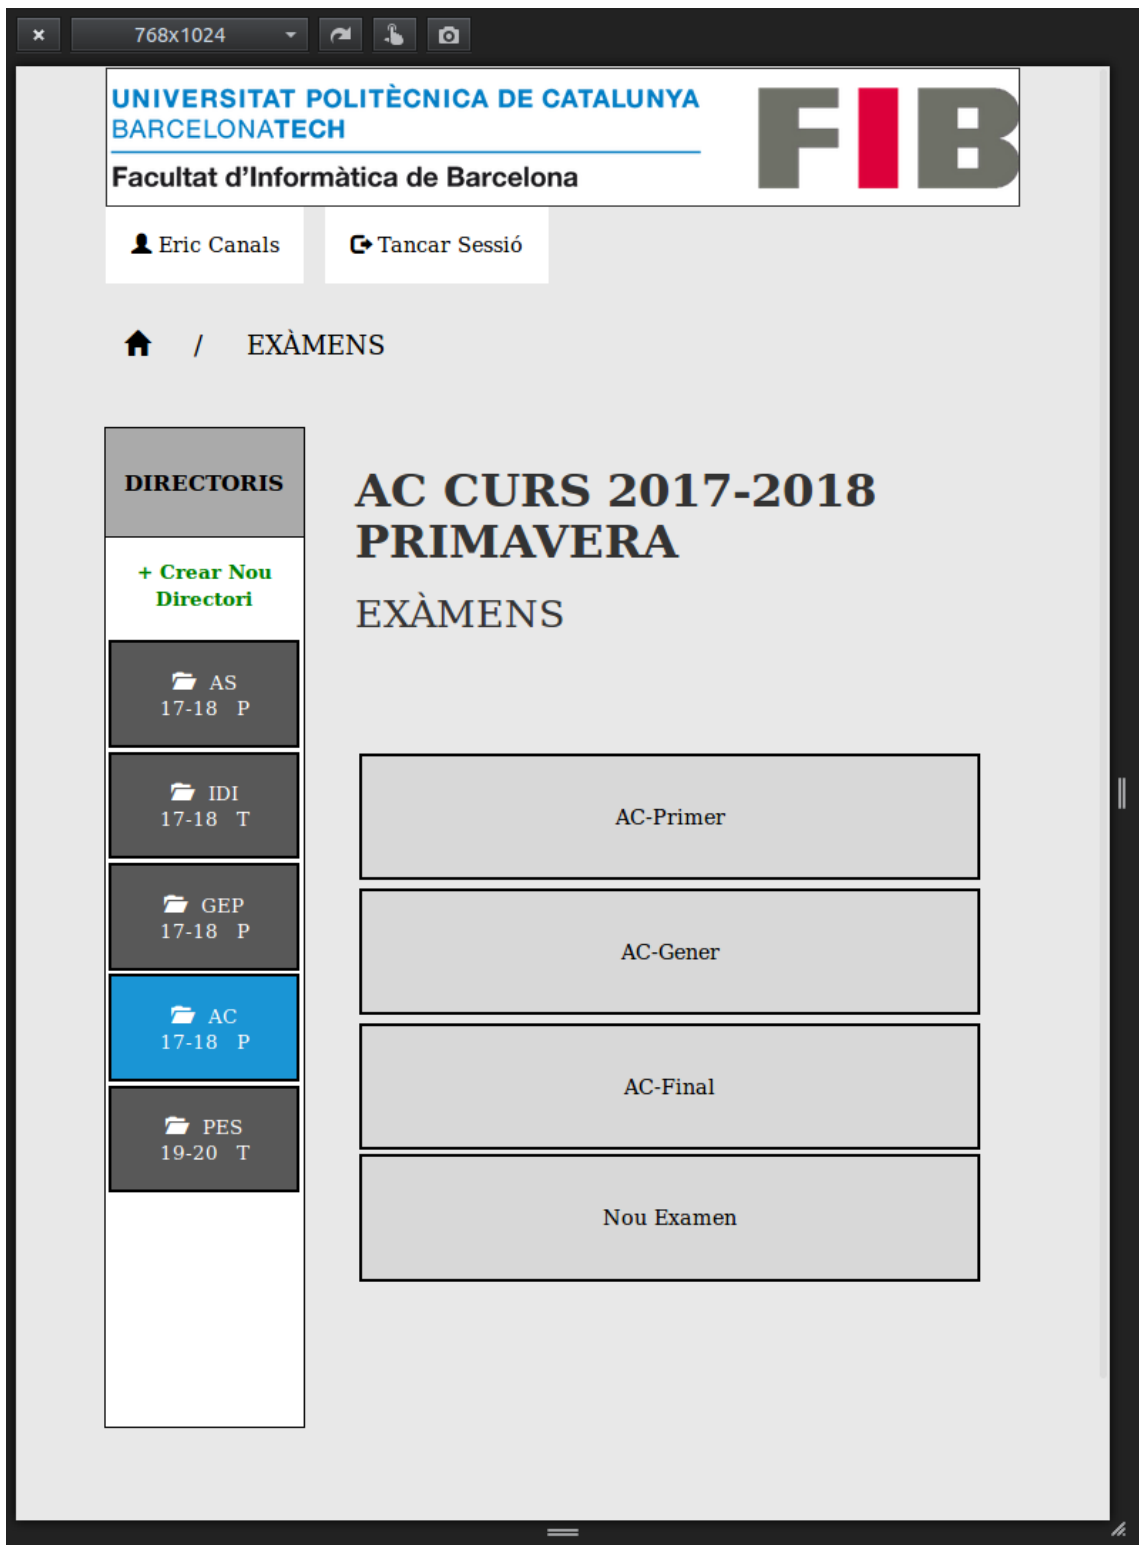 768x1024
UNIVERSITAT POLITÈCNICA DE CATALUNYA
BARCELONATECH
Facultat d'Informàtica de Barcelona
FIB
Eric Canals
Tancar Sessió
/ EXÀMENS
DIRECTORIS
+ Crear Nou
Directori
AS
17-18 P
IDI
17-18 T
GEP
17-18 P
AC
17-18 P
PES
19-20 T
AC CURS 2017-2018
PRIMAVERA
EXÀMENS
AC-Primer
AC-Gener
AC-Final
Nou Examen